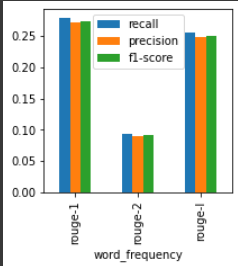 recall
precision
f1-score
0.25
0.20
0.15
0.10
0.05
0.00
rouge-1
rouge-2
rouge-l
word_frequency